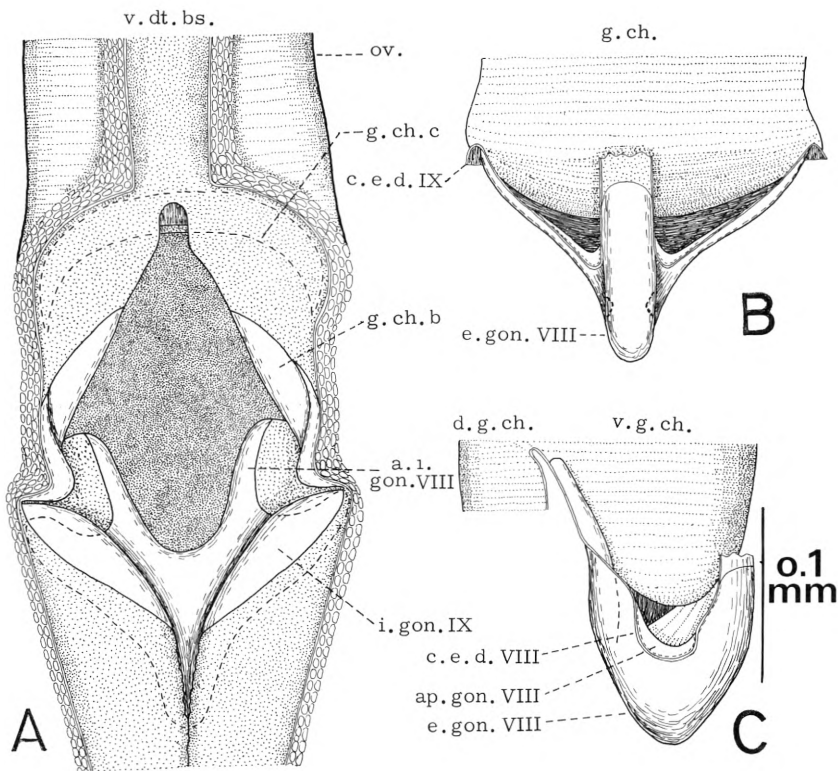 v. dt. bs.
ov.
g. ch. c
c. e. d. IX
g. ch. b
a. l.
gon. VIII
i. gon. IX
A
g. ch.
e. gon. VIII
B
d. g. ch.
v. g. ch.
c. e. d. VIII
ap. gon. VIII
e. gon. VIII
0.1
mm
C